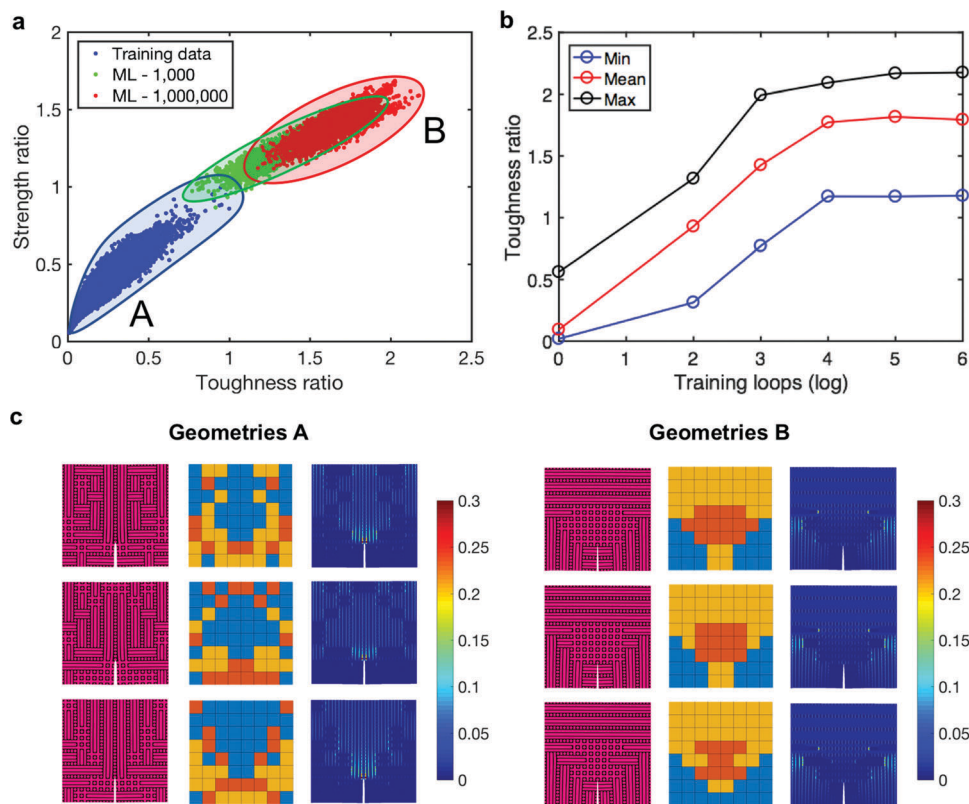 a
Strength ratio
2
1.5
1
0.5
0
0
0.5
1
1.5
2
2.5
Toughness ratio
Training data
ML - 1,000
ML - 1,000,000
A
B
b
Toughness ratio
2.5
2
1.5
1
0.5
0
0
1
2
3
4
5
6
Training loops (log)
Min
Mean
Max
c
Geometries A
0.3
0.25
0.2
0.15
0.1
0.05
0
Geometries B
0.3
0.25
0.2
0.15
0.1
0.05
0